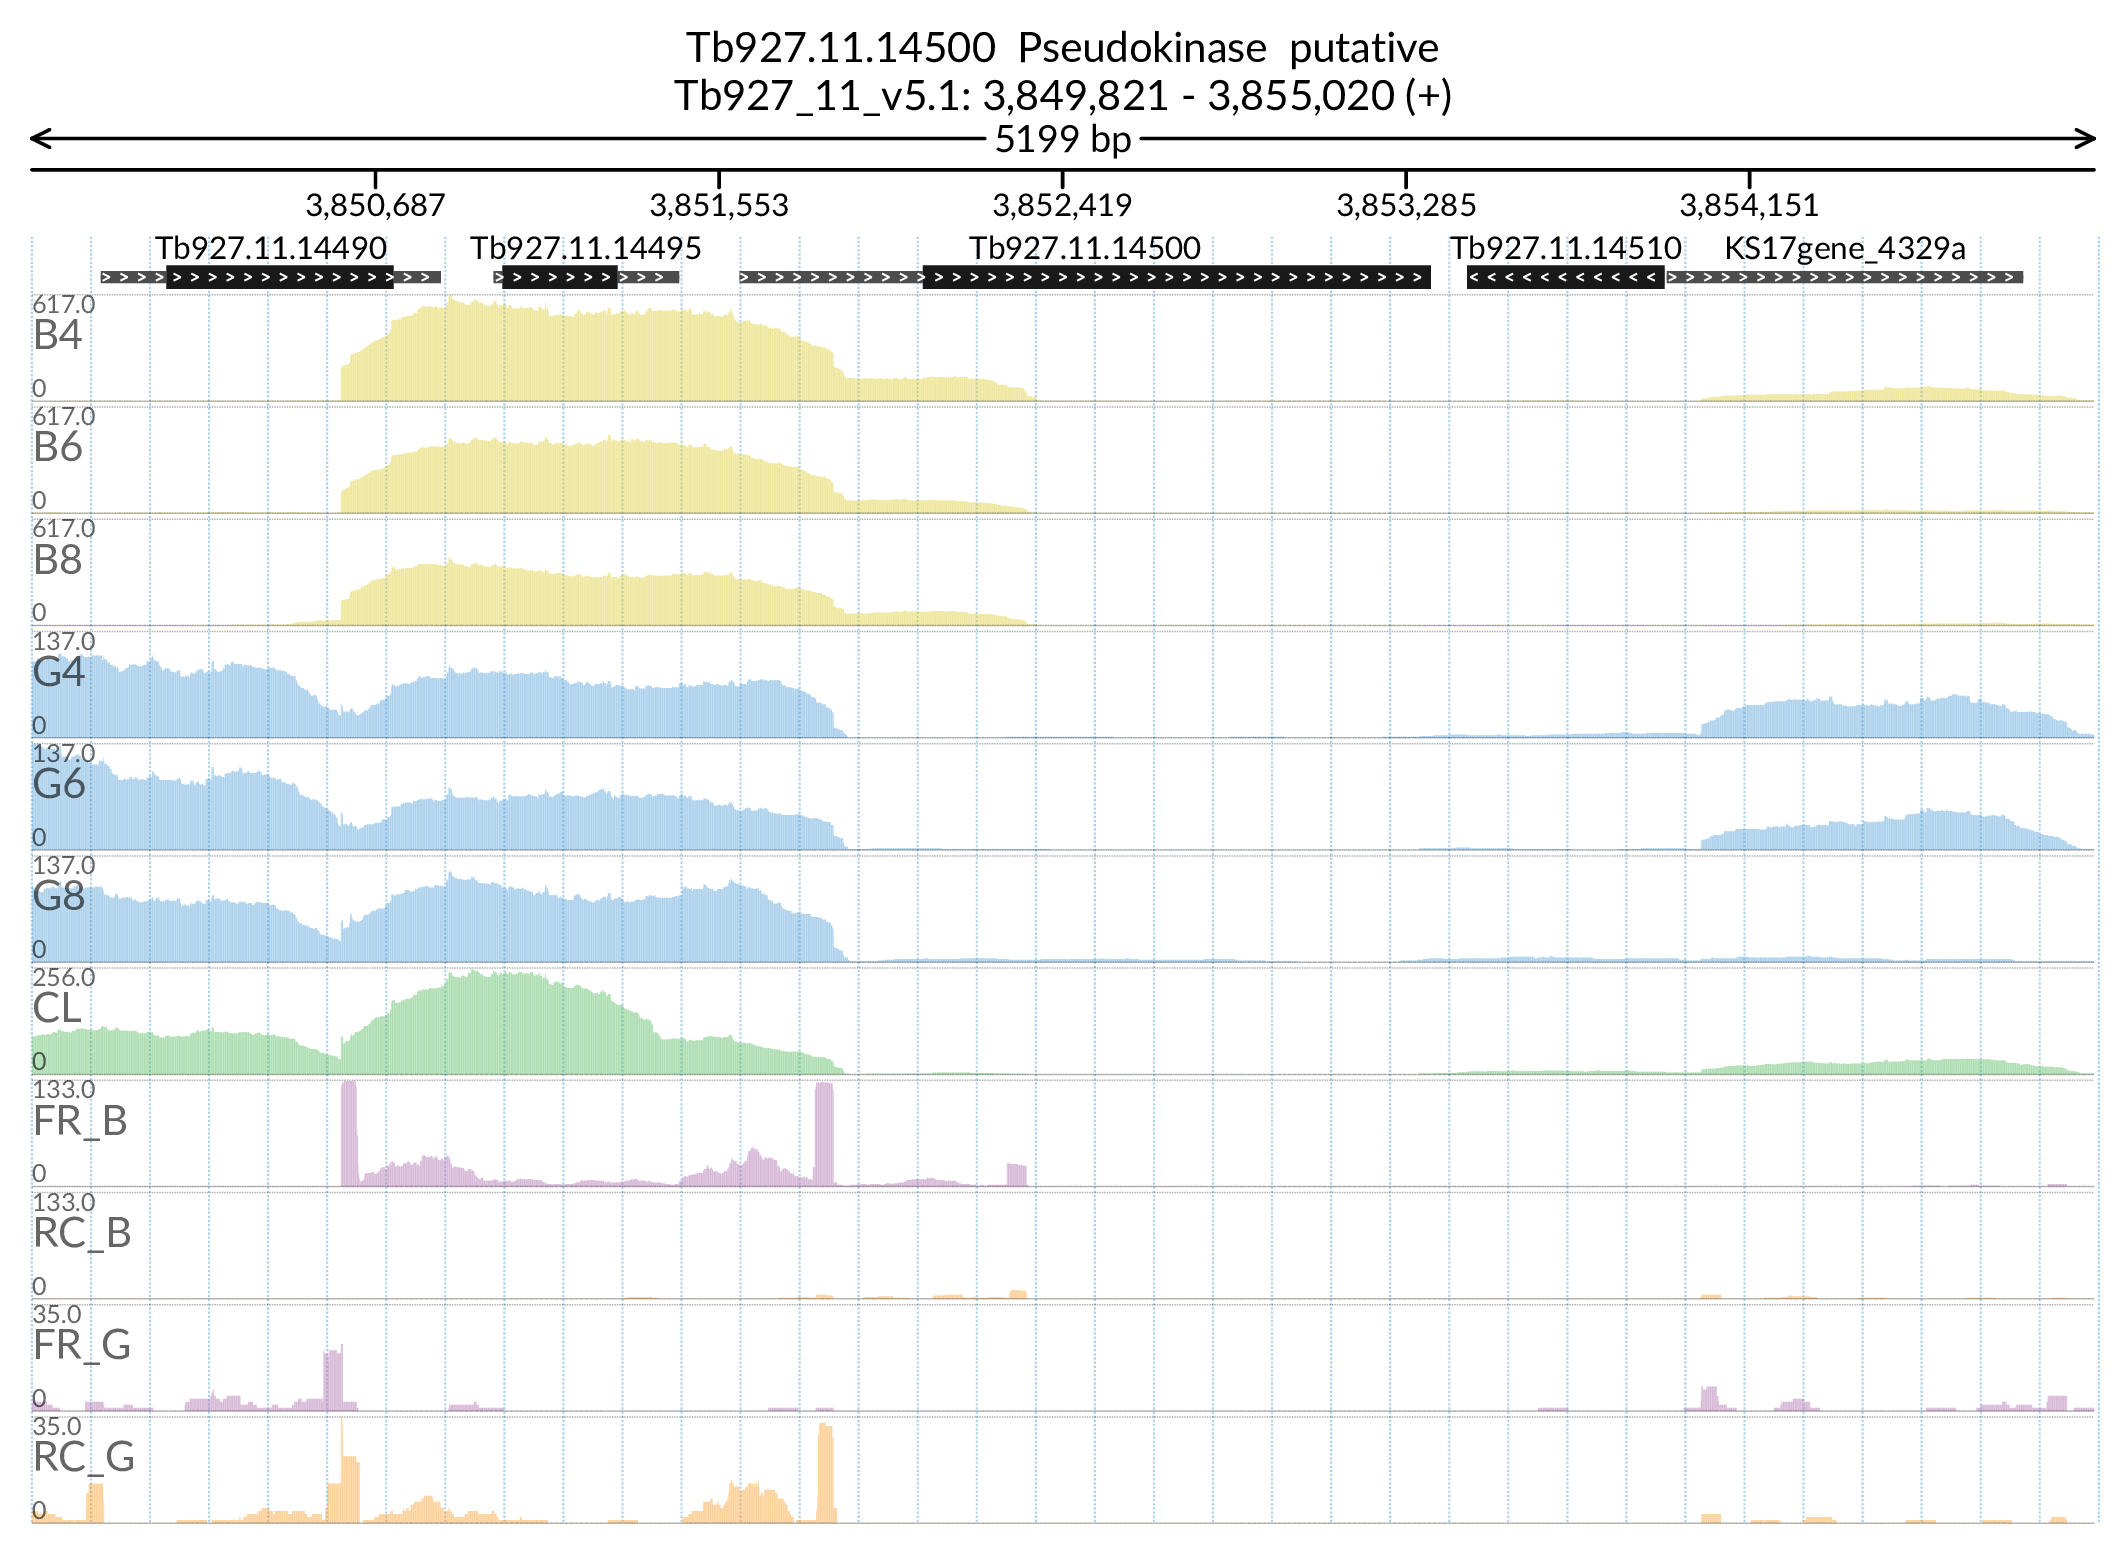 Tb927.11.14500 Pseudokinase putative
Tb927_11_v5.1: 3,849,821 - 3,855,020 (+)
5199 bp
3,850,687 3,851,553 3,852,419 3,853,285 3,854,151
Tb927.11.14490 Tb927.11.14495 Tb927.11.14500 Tb927.11.14510 KS17gene_4329a
617.0
B4
0
617.0
B6
0
617.0
B8
0
137.0
G4
0
137.0
G6
0
137.0
G8
0
256.0
CL
0
133.0
FR_B
0
133.0
RC_B
0
35.0
FR_G
0
35.0
RC_G
0